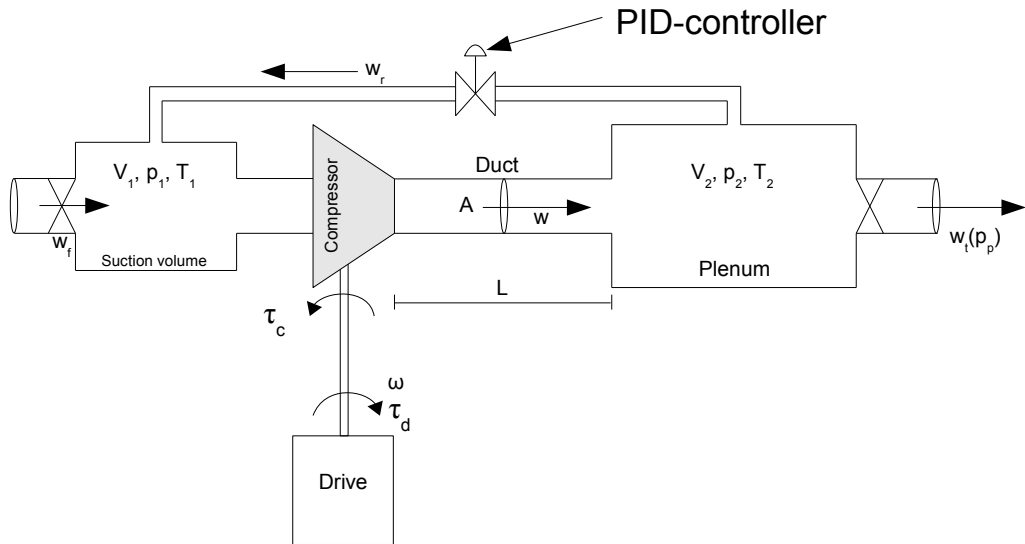 PID-controller
w_r
V_1, p_1, T_1
Compressor
Duct
V_2, p_2, T_2
A
w
w_f
w_t(p_p)
Suction volume
Plenum
L
τ_c
ω
τ_d
Drive